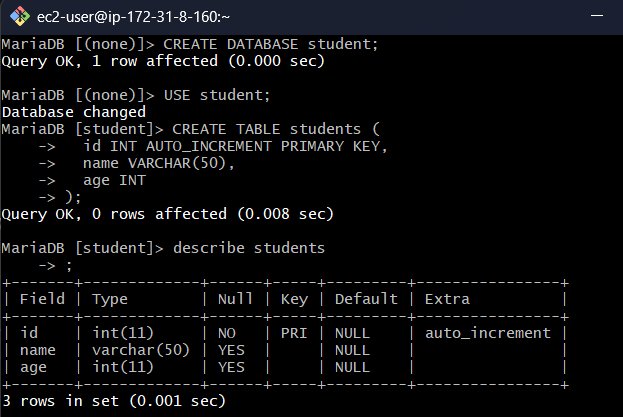 ec2-user@ip-172-31-8-160:~
MariaDB [(none)]> CREATE DATABASE student;
Query OK, 1 row affected (0.000 sec)

MariaDB [(none)]> USE student;
Database changed
MariaDB [student]> CREATE TABLE students (
    ->   id INT AUTO_INCREMENT PRIMARY KEY,
    ->   name VARCHAR(50),
    ->   age INT
    -> );
Query OK, 0 rows affected (0.008 sec)

MariaDB [student]> describe students
    -> ;
+-------+-------------+------+-----+---------+----------------+
| Field | Type        | Null | Key | Default | Extra          |
+-------+-------------+------+-----+---------+----------------+
| id    | int(11)     | NO   | PRI | NULL    | auto_increment |
| name  | varchar(50) | YES  |     | NULL    |                |
| age   | int(11)     | YES  |     | NULL    |                |
+-------+-------------+------+-----+---------+----------------+
3 rows in set (0.001 sec)